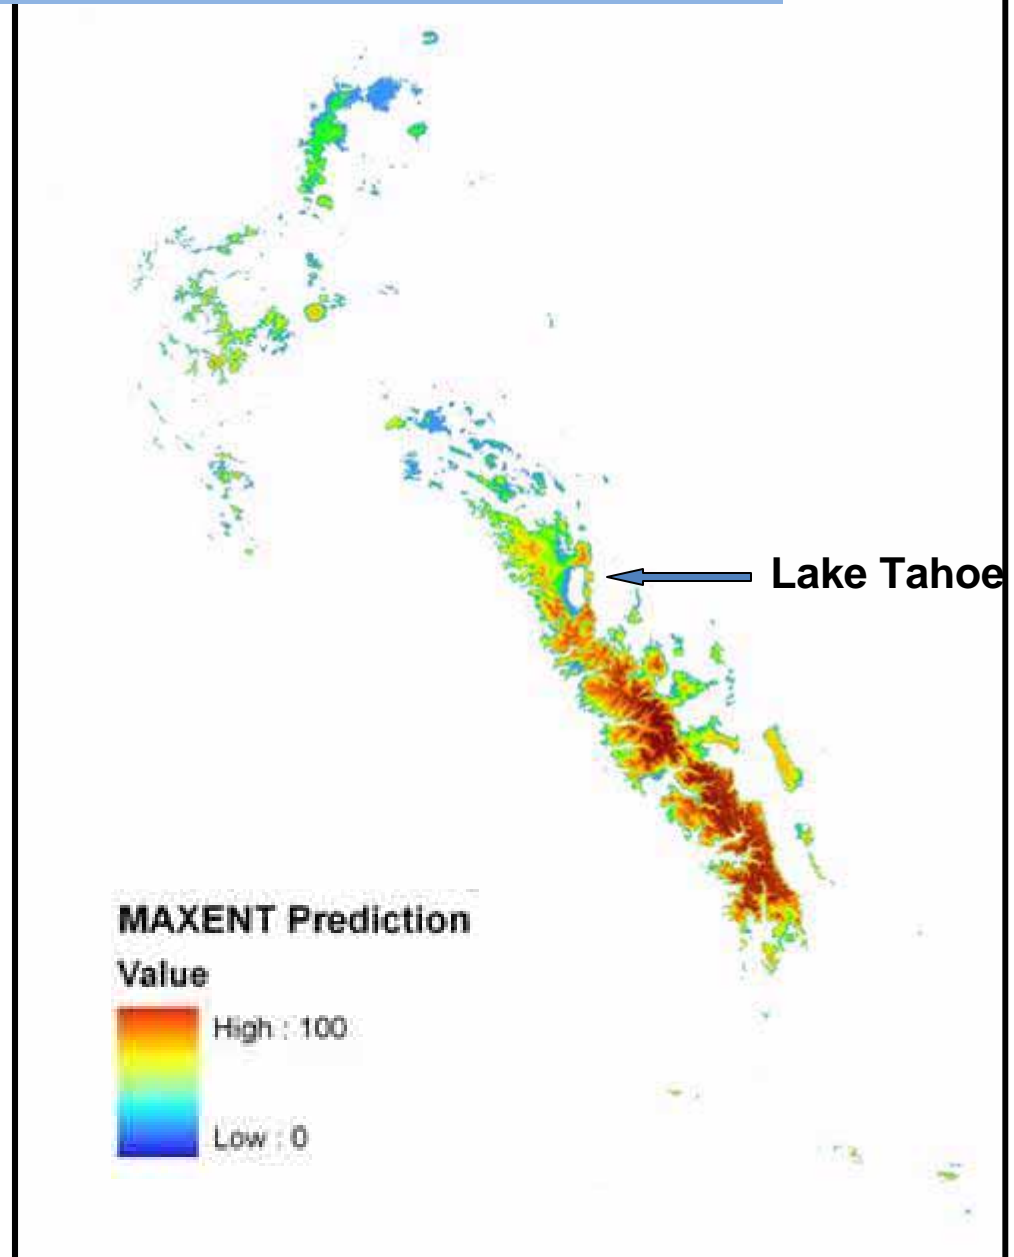 Lake Tahoe
MAXENT Prediction
Value
High : 100
Low : 0